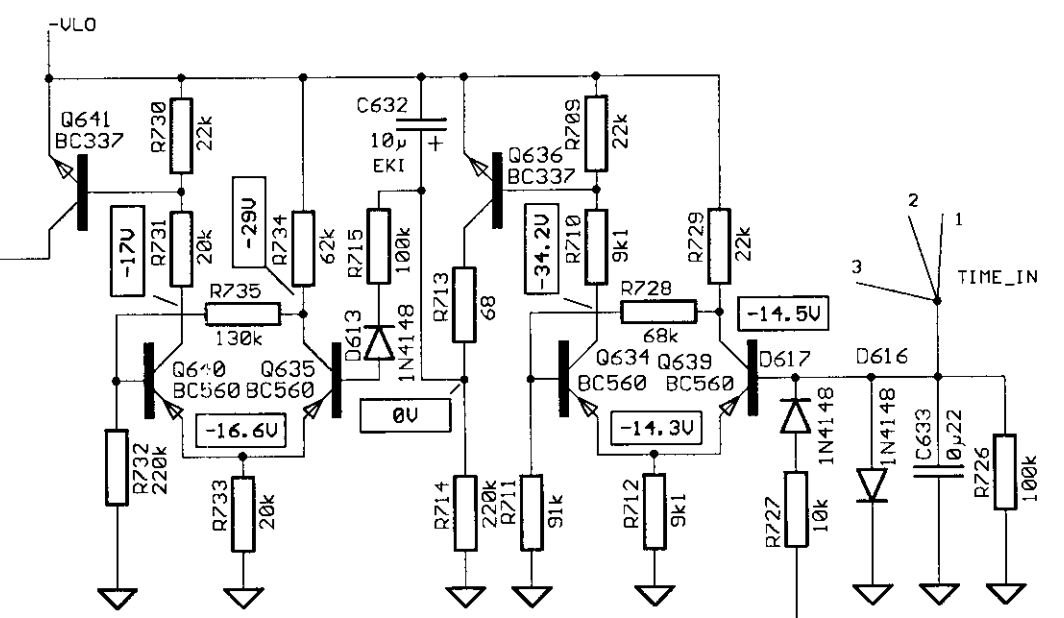 -VLO
Q641
BC337
R730
22k
C632
10µ
+
EKI
R709
22k
Q636
BC337
-17V
R731
20k
-29V
R734
62k
R715
100k
R713
68
-34.2V
R710
9k1
R729
22k
2
1
3
TIME_IN
R735
130k
D613
1N4148
R728
68k
-14.5V
Q640
BC560
Q635
BC560
0V
Q634
BC560
Q639
BC560
D617
1N4148
D616
1N4148
-16.6V
-14.3V
C633
0µ22
R726
100k
R732
220k
R733
20k
R714
220k
R711
91k
R712
9k1
R727
10k